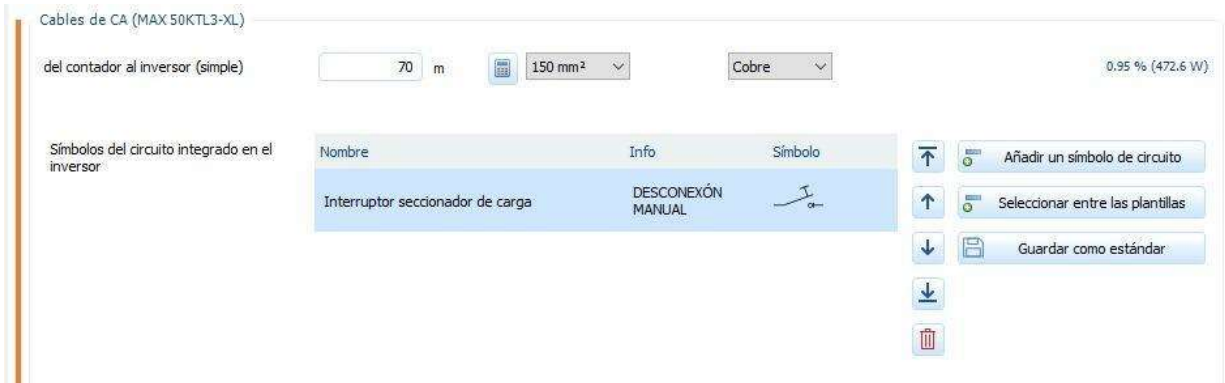 Cables de CA (MAX 50KTL3-XL)
del contador al inversor (simple) 70 m 150 mm² Cobre 0.95 % (472.6 W)
Símbolos del circuito integrado en el
inversor
Nombre Info Símbolo
Interruptor seccionador de carga DESCONEXÓN
MANUAL
Añadir un símbolo de circuito
Seleccionar entre las plantillas
Guardar como estándar